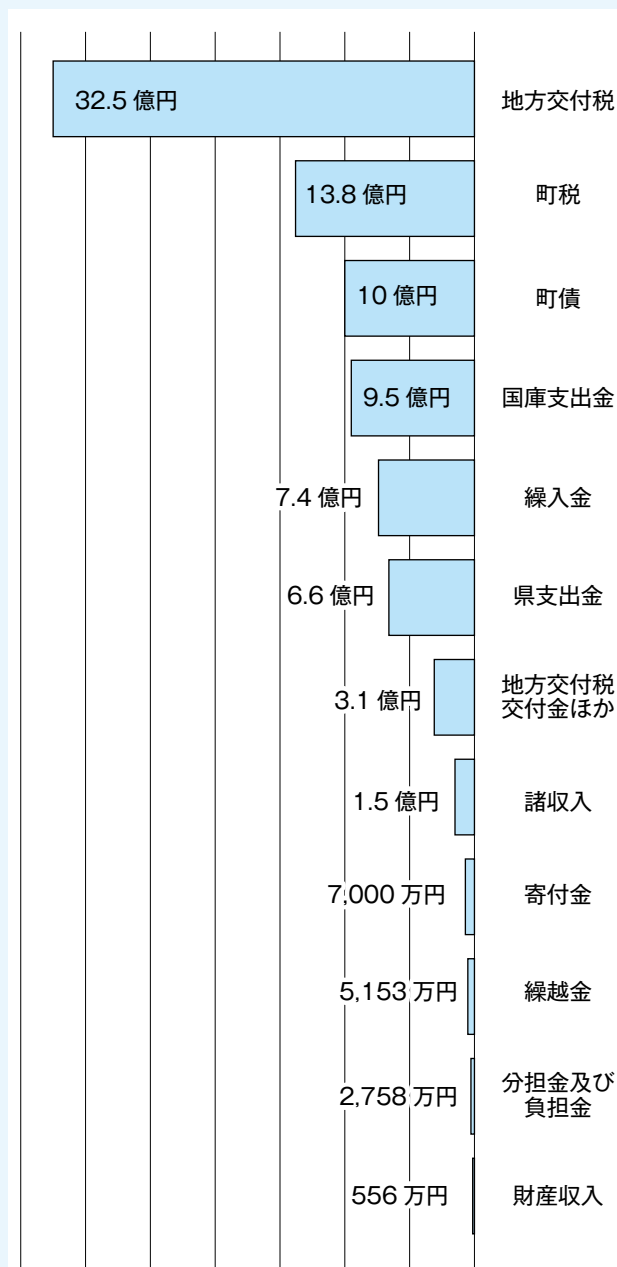 32.5 億円 地方交付税
13.8 億円 町税
10 億円 町債
9.5 億円 国庫支出金
7.4 億円 繰入金
6.6 億円 県支出金
3.1 億円 地方交付税
交付金ほか
1.5 億円 諸収入
7,000 万円 寄付金
5,153 万円 繰越金
2,758 万円 分担金及び
負担金
556 万円 財産収入